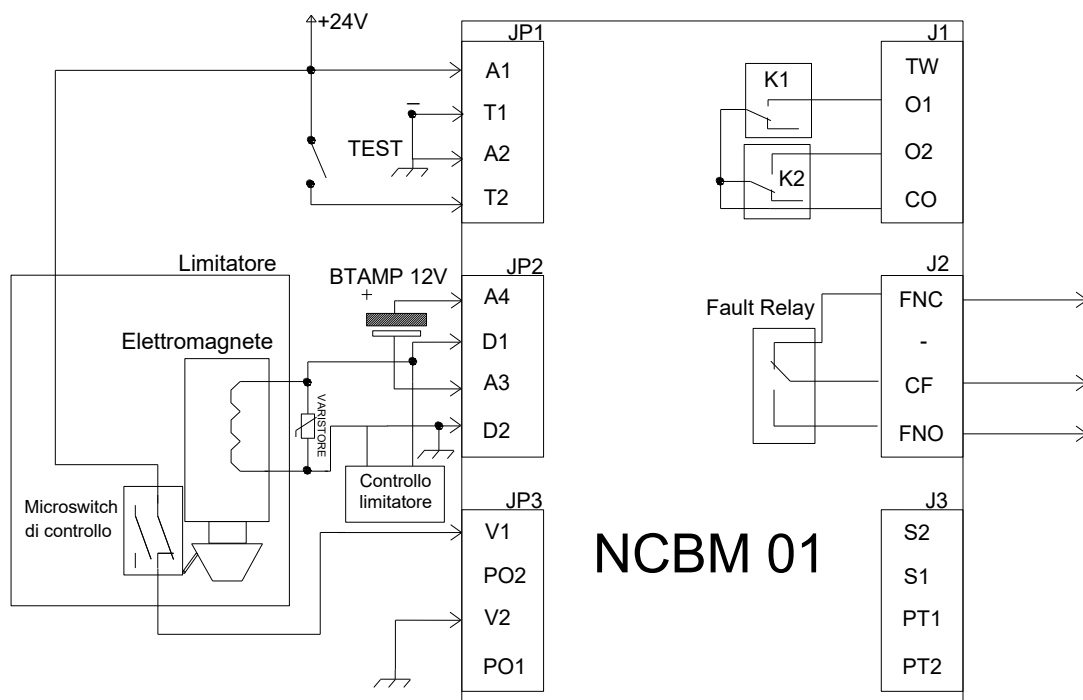 +24V
JP1
A1
T1
TEST
A2
T2
J1
TW
K1
O1
O2
K2
CO
Limitatore
Elettromagnete
VARISTORE
Microswitch
di controllo
BTAMP 12V
+
JP2
A4
D1
A3
D2
Controllo
limitatore
Fault Relay
J2
FNC
-
CF
FNO
JP3
V1
PO2
V2
PO1
NCBM 01
J3
S2
S1
PT1
PT2